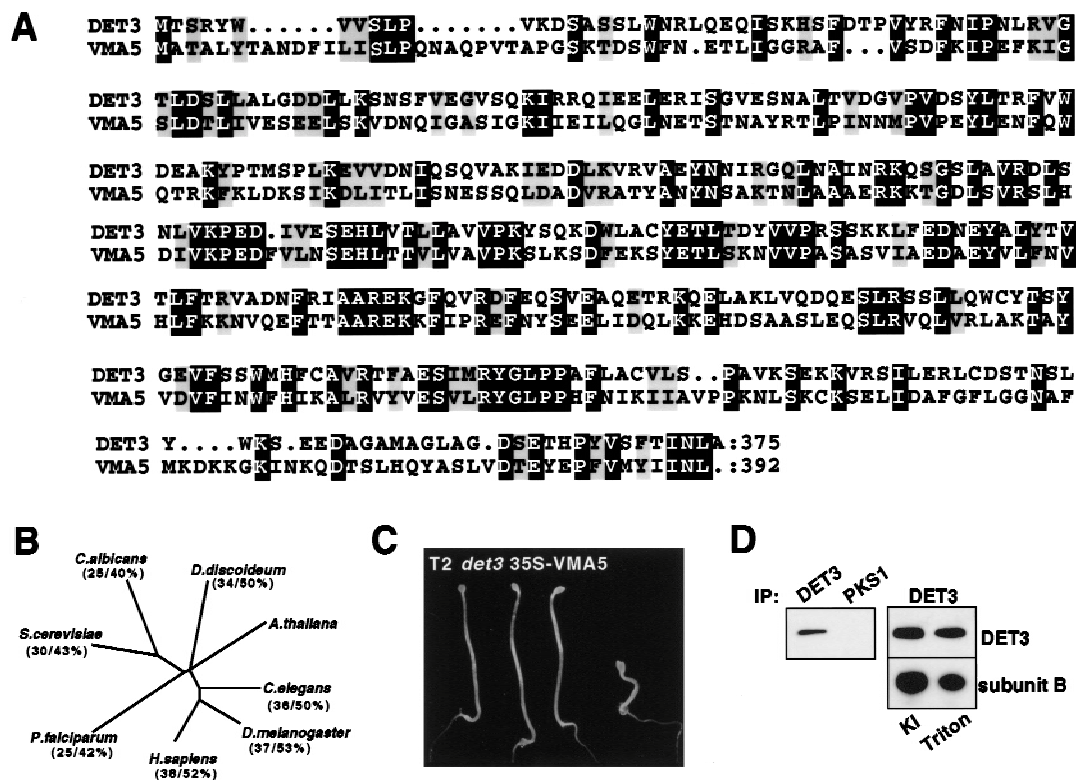 A
DET3 MTSRYW......VVSLP.......VKDSASSLWNRLQEQISKHSFDTPVYRFNIPNLRVG
VMA5 MATALYTANDFILISLPQNAQPVTAPGSKTDSWFN.ETLIGGRAF...VSDFKIPEFKIG
DET3 TLDSLLALGDDLLKSNSFVEGVSQKIRRQIEELERISGVESNALTVDGVPVDSYLTRFVW
VMA5 SLDTLIVESEELSKVDNQIGASIGKIIEILQGLNETSTNAYRTLPINNMPVPEYLENFQW
DET3 DEAKYPTMSPLKEVVDNIQSQVAKIEDDLKVRVAEYNNIRGQLNAINRKQSGSLAVRDLS
VMA5 QTRKFKLDKSIKDLITLISNESSQLDADVRATYANYNSAKTNLAAAERKKTGDLSVRSLH
DET3 NLVKPED.IVESEHLVTLLAVVPKYSQKDWLACYETLTDYVVPRSSKKLFEDNEYALYTV
VMA5 DIVKPEDFVLNSEHLTTVLVAVPKSLKSDFEKSYETLSKNVVPASASVIAEDAEYVLFNV
DET3 TLFTRVADNFRIAAREKGFQVRDFEQSVEAQETRKQELAKLVQDQESLRSSLLQWCYTSY
VMA5 HLFKKNVQEFTTAAREKKFIPREFNYSEELIDQLKKEHDSAASLEQSLRVQLVRLAKTAY
DET3 GEVFSSWMHFCAVRTFAESIMRYGLPPAFLACVLS..PAVKSEKKVRSILERLCDSTNSL
VMA5 VDVFINWFHIKALRVYVESVLRYGLPPHFNIKIIAVPPKNLSKCKSELIDAFGFLGGNAF
DET3 Y....WKS.EEDAGAMAGLAG.DSETHPYVSFTINLA:375
VMA5 MKDKKGKINKQDTSLHQYASLVDTEYEPFVMYIINL.:392
B
C.albicans
(25/40%)
D.discoideum
(34/50%)
A.thaliana
S.cerevisiae
(30/43%)
C.elegans
(36/50%)
D.melanogaster
(37/53%)
P.falciparum
(25/42%)
H.sapiens
(38/52%)
C
T2 det3 35S-VMA5
D
IP: DET3 PKS1
DET3
DET3
subunit B
KI Triton